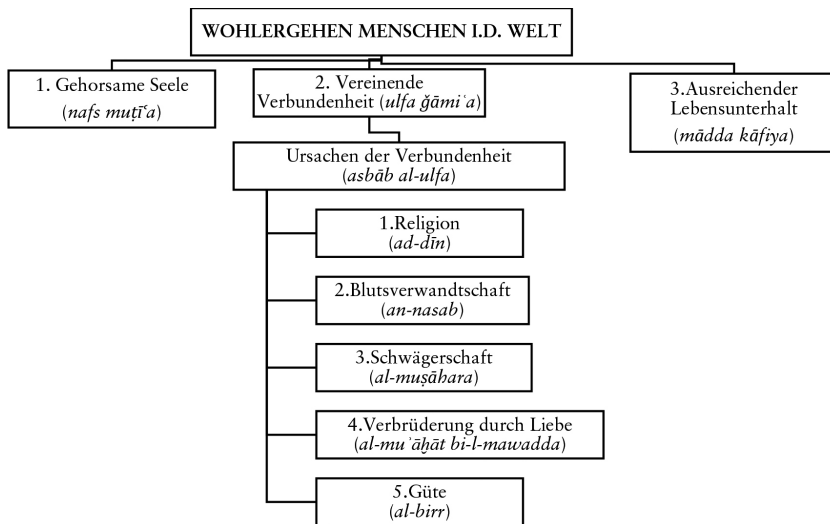 WOHLERGEHEN MENSCHEN I.D. WELT
1. Gehorsame Seele
(nafs muṭīʿa)
2. Vereinende
Verbundenheit (ulfa ǧāmiʿa)
3.Ausreichender
Lebensunterhalt
(mādda kāfiya)
Ursachen der Verbundenheit
(asbāb al-ulfa)
1.Religion
(ad-dīn)
2.Blutsverwandtschaft
(an-nasab)
3.Schwägerschaft
(al-muṣāhara)
4.Verbrüderung durch Liebe
(al-muʾāḫāt bi-l-mawadda)
5.Güte
(al-birr)